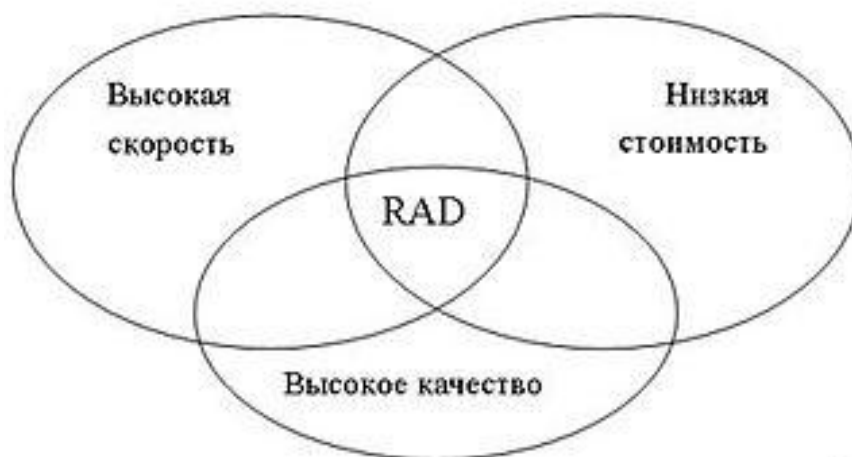 Высокая
скорость
Низкая
стоимость
RAD
Высокое качество